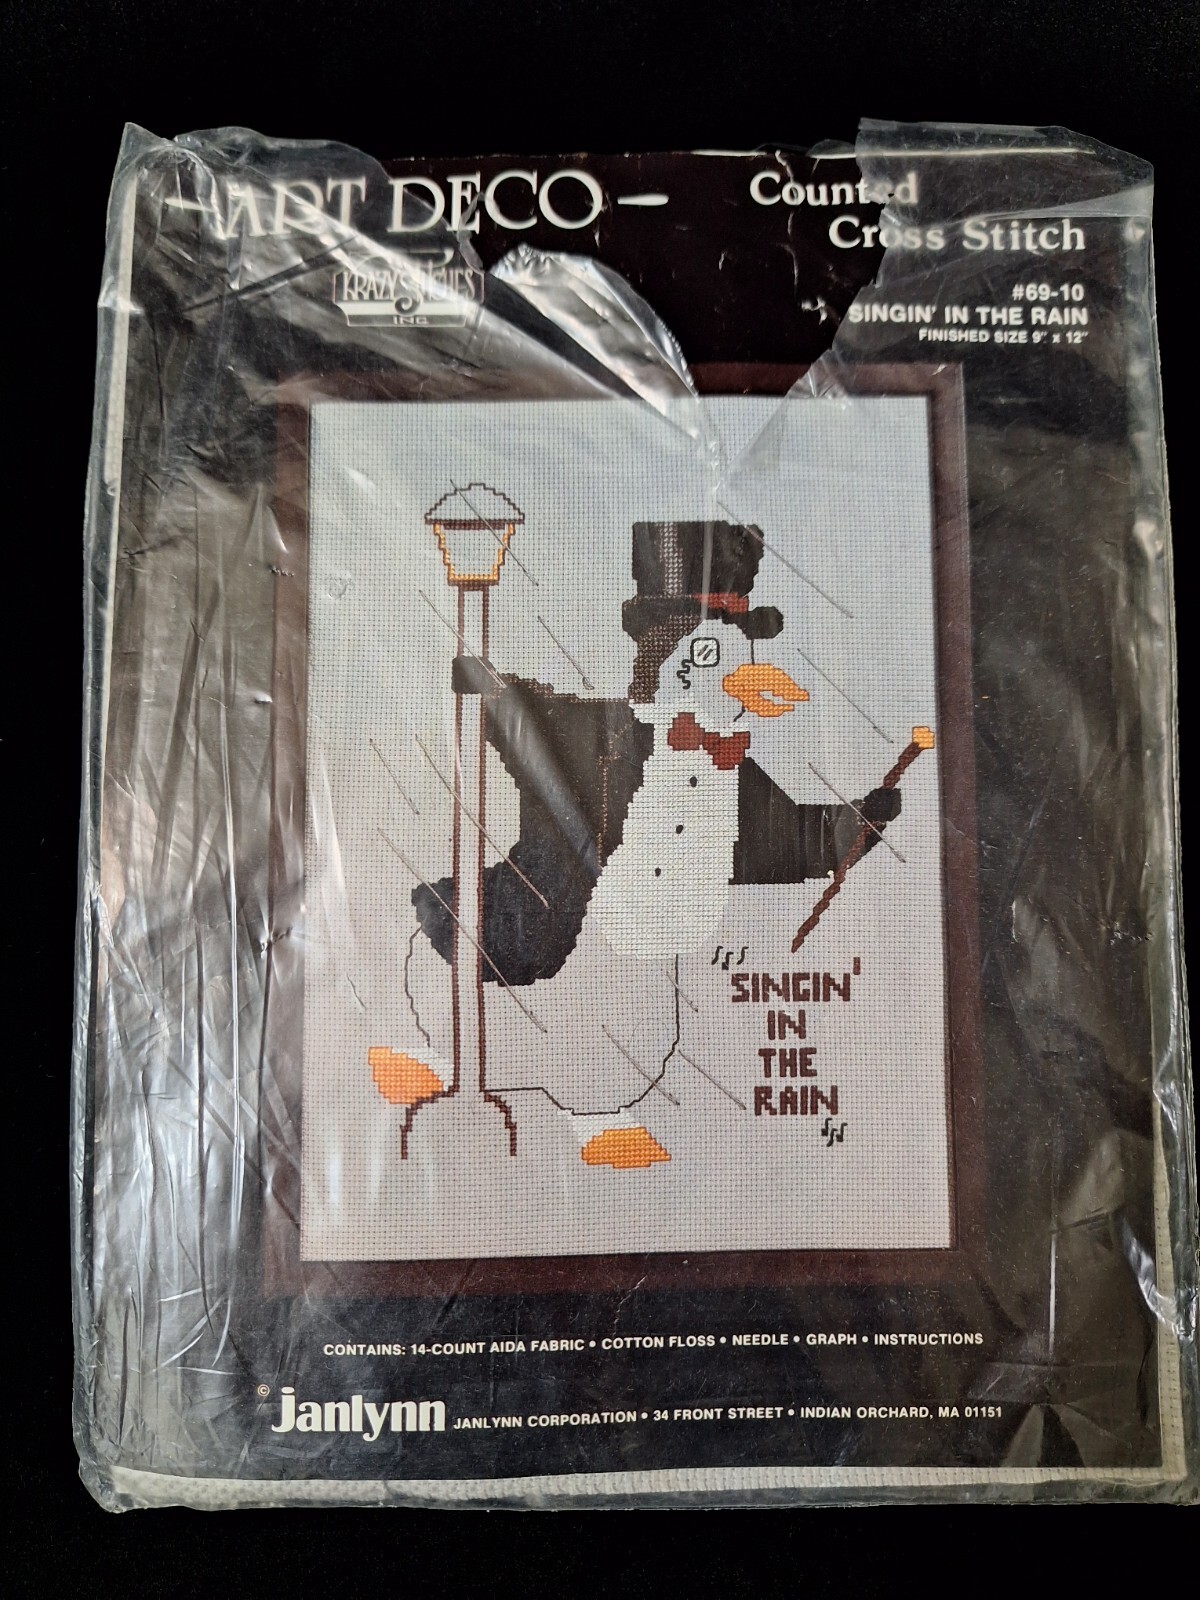 ART DECO
Counted
Cross Stitch
KRAZY STITCHES
INC
#69-10
SINGIN' IN THE RAIN
FINISHED SIZE 9" x 12"
SINGIN'
IN
THE
RAIN
CONTAINS: 14-COUNT AIDA FABRIC • COTTON FLOSS • NEEDLE • GRAPH • INSTRUCTIONS
© janlynn JANLYNN CORPORATION • 34 FRONT STREET • INDIAN ORCHARD, MA 01151